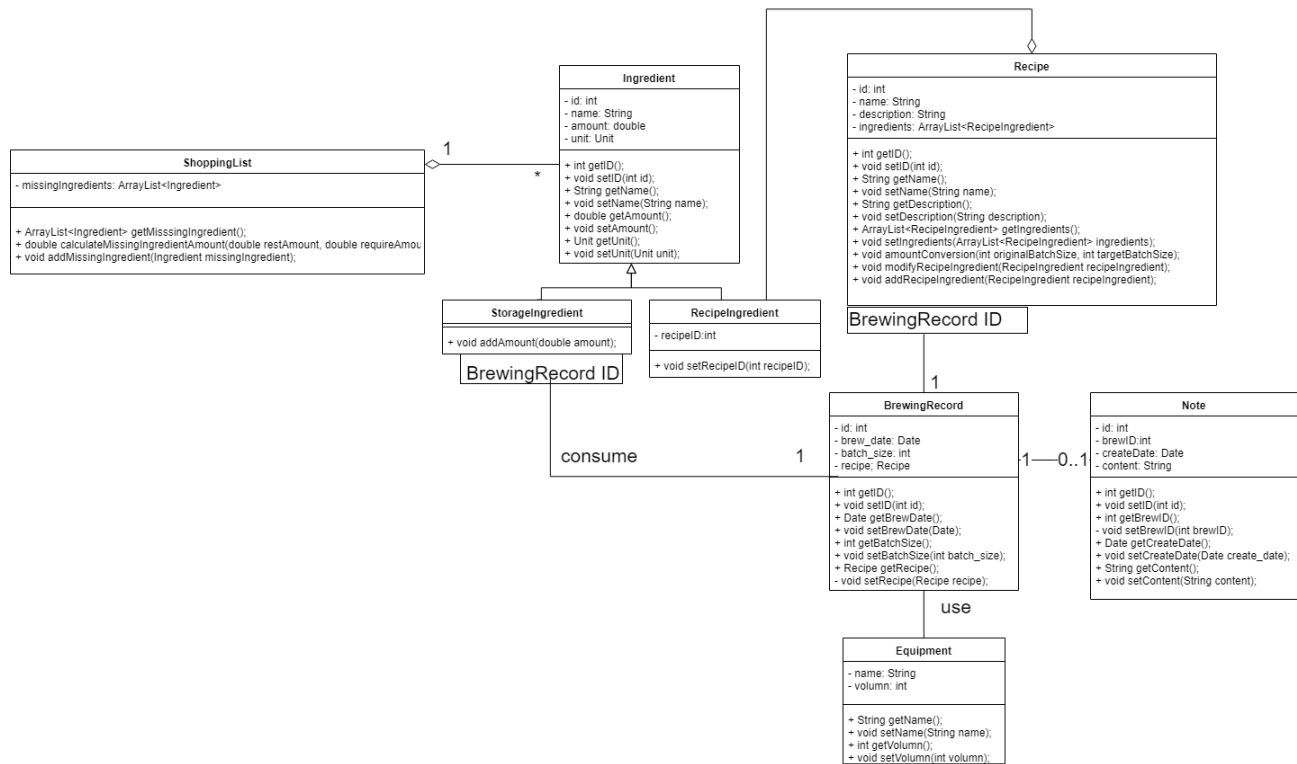 Ingredient
- id: int
- name: String
- amount: double
- unit: Unit
+ int getID();
+ void setID(int id);
+ String getName();
+ void setName(String name);
+ double getAmount();
+ void setAmount();
+ Unit getUnit();
+ void setUnit(Unit unit);
Recipe
- id: int
- name: String
- description: String
- ingredients: ArrayList<RecipeIngredient>
+ int getID();
+ void setID(int id);
+ String getName();
+ void setName(String name);
+ String getDescription();
+ void setDescription(String description);
+ ArrayList<RecipeIngredient> getIngredients();
+ void setIngredients(ArrayList<RecipeIngredient> ingredients);
+ void amountConversion(int originalBatchSize, int targetBatchSize);
+ void modifyRecipeIngredient(RecipeIngredient recipeIngredient);
+ void addRecipeIngredient(RecipeIngredient recipeIngredient);
BrewingRecord ID
ShoppingList
- missingIngredients: ArrayList<Ingredient>
+ ArrayList<Ingredient> getMisssingIngredient();
+ double calculateMissingIngredientAmount(double restAmount, double requireAmou
+ void addMissingIngredient(Ingredient missingIngredient);
1
*
StorageIngredient
+ void addAmount(double amount);
BrewingRecord ID
RecipeIngredient
- recipeID:int
+ void setRecipeID(int recipeID);
consume
1
1
BrewingRecord
- id: int
- brew_date: Date
- batch_size: int
- recipe; Recipe
+ int getID();
+ void setID(int id);
+ Date getBrewDate();
+ void setBrewDate(Date);
+ int getBatchSize();
+ void setBatchSize(int batch_size);
+ Recipe getRecipe();
- void setRecipe(Recipe recipe);
1
0..1
Note
- id: int
- brewID:int
- createDate: Date
- content: String
+ int getID();
+ void setID(int id);
+ int getBrewID();
- void setBrewID(int brewID);
+ Date getCreateDate();
+ void setCreateDate(Date create_date);
+ String getContent();
+ void setContent(String content);
use
Equipment
- name: String
- volumn: int
+ String getName();
+ void setName(String name);
+ int getVolumn();
+ void setVolumn(int volumn);